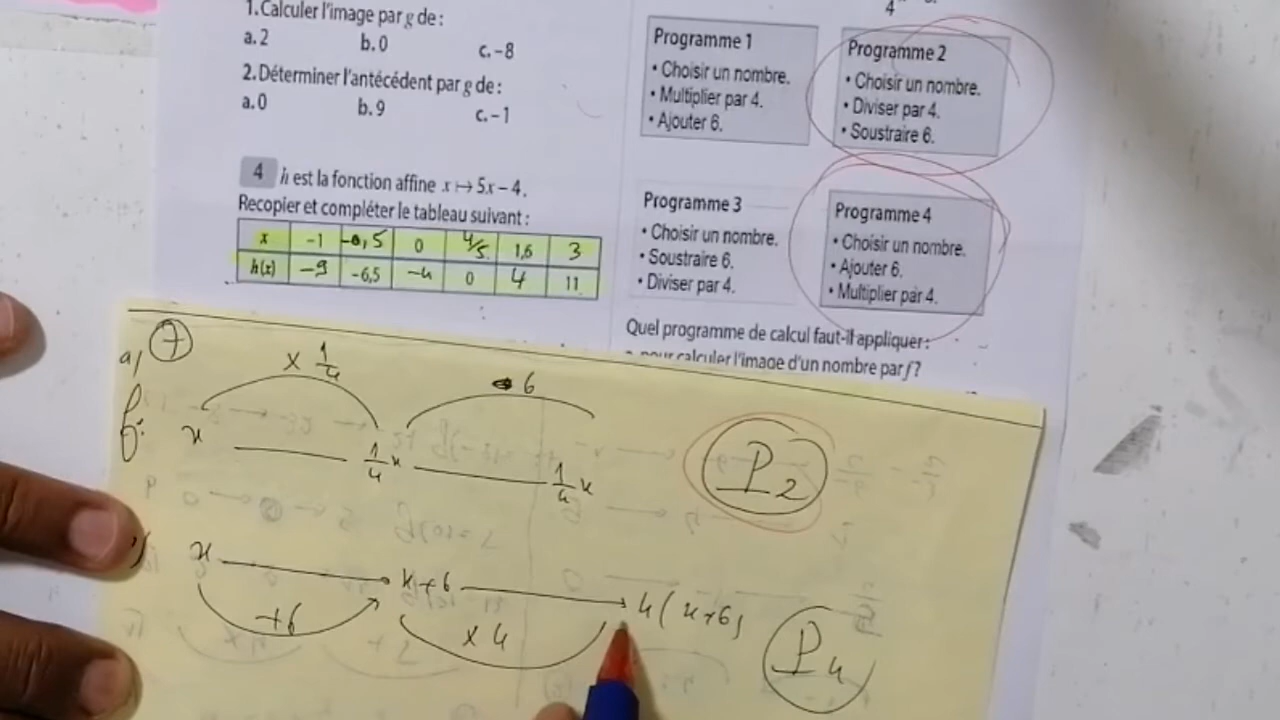 1. Calculer l'image par g de :
a. 2 b. 0 c. -8
2. Déterminer l'antécédent par g de :
a. 0 b. 9 c. -1
4 h est la fonction affine x ↦ 5x - 4.
Recopier et compléter le tableau suivant :
x -1 -0,5 0 4/5 1,6 3
h(x) -9 -6,5 -4 0 4 11
4
Programme 1
• Choisir un nombre.
• Multiplier par 4.
• Ajouter 6.
Programme 2
• Choisir un nombre.
• Diviser par 4.
• Soustraire 6.
Programme 3
• Choisir un nombre.
• Soustraire 6.
• Diviser par 4.
Programme 4
• Choisir un nombre.
• Ajouter 6.
• Multiplier par 4.
Quel programme de calcul faut-il appliquer :
pour calculer l'image d'un nombre par f ?
a) 7
× 1/4 - 6
f: x 1/4 x 1/4 x P2
x x+6 4(x+6) P4
+6 × 4